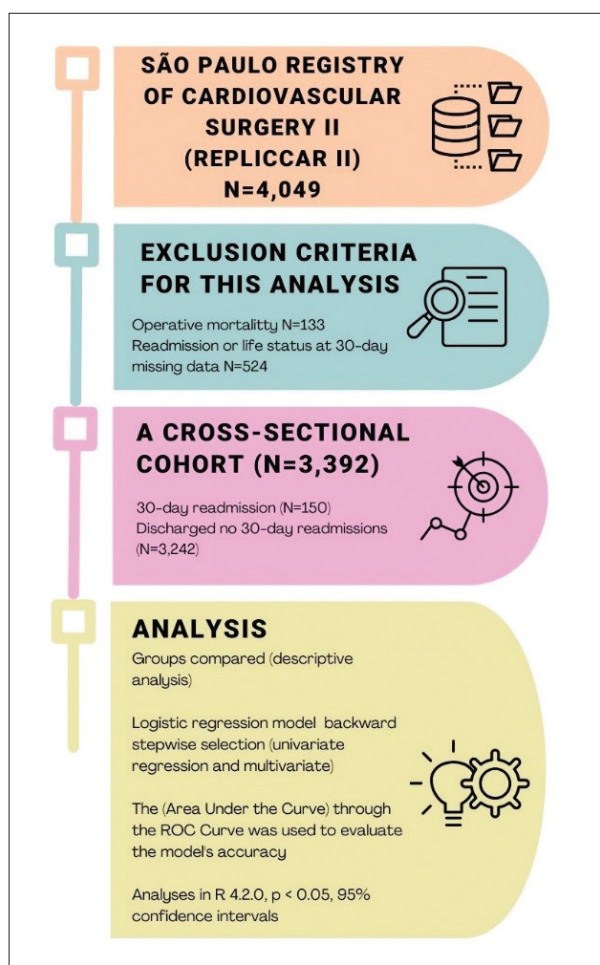 SÃO PAULO REGISTRY
OF CARDIOVASCULAR
SURGERY II
(REPLICCAR II)
N=4,049
EXCLUSION CRITERIA
FOR THIS ANALYSIS
Operative mortalitty N=133
Readmission or life status at 30-day
missing data N=524
A CROSS-SECTIONAL
COHORT (N=3,392)
30-day readmission (N=150)
Discharged no 30-day readmissions
(N=3,242)
ANALYSIS
Groups compared (descriptive
analysis)
Logistic regression model backward
stepwise selection (univariate
regression and multivariate)
The (Area Under the Curve) through
the ROC Curve was used to evaluate
the model's accuracy
Analyses in R 4.2.0, p < 0.05, 95%
confidence intervals